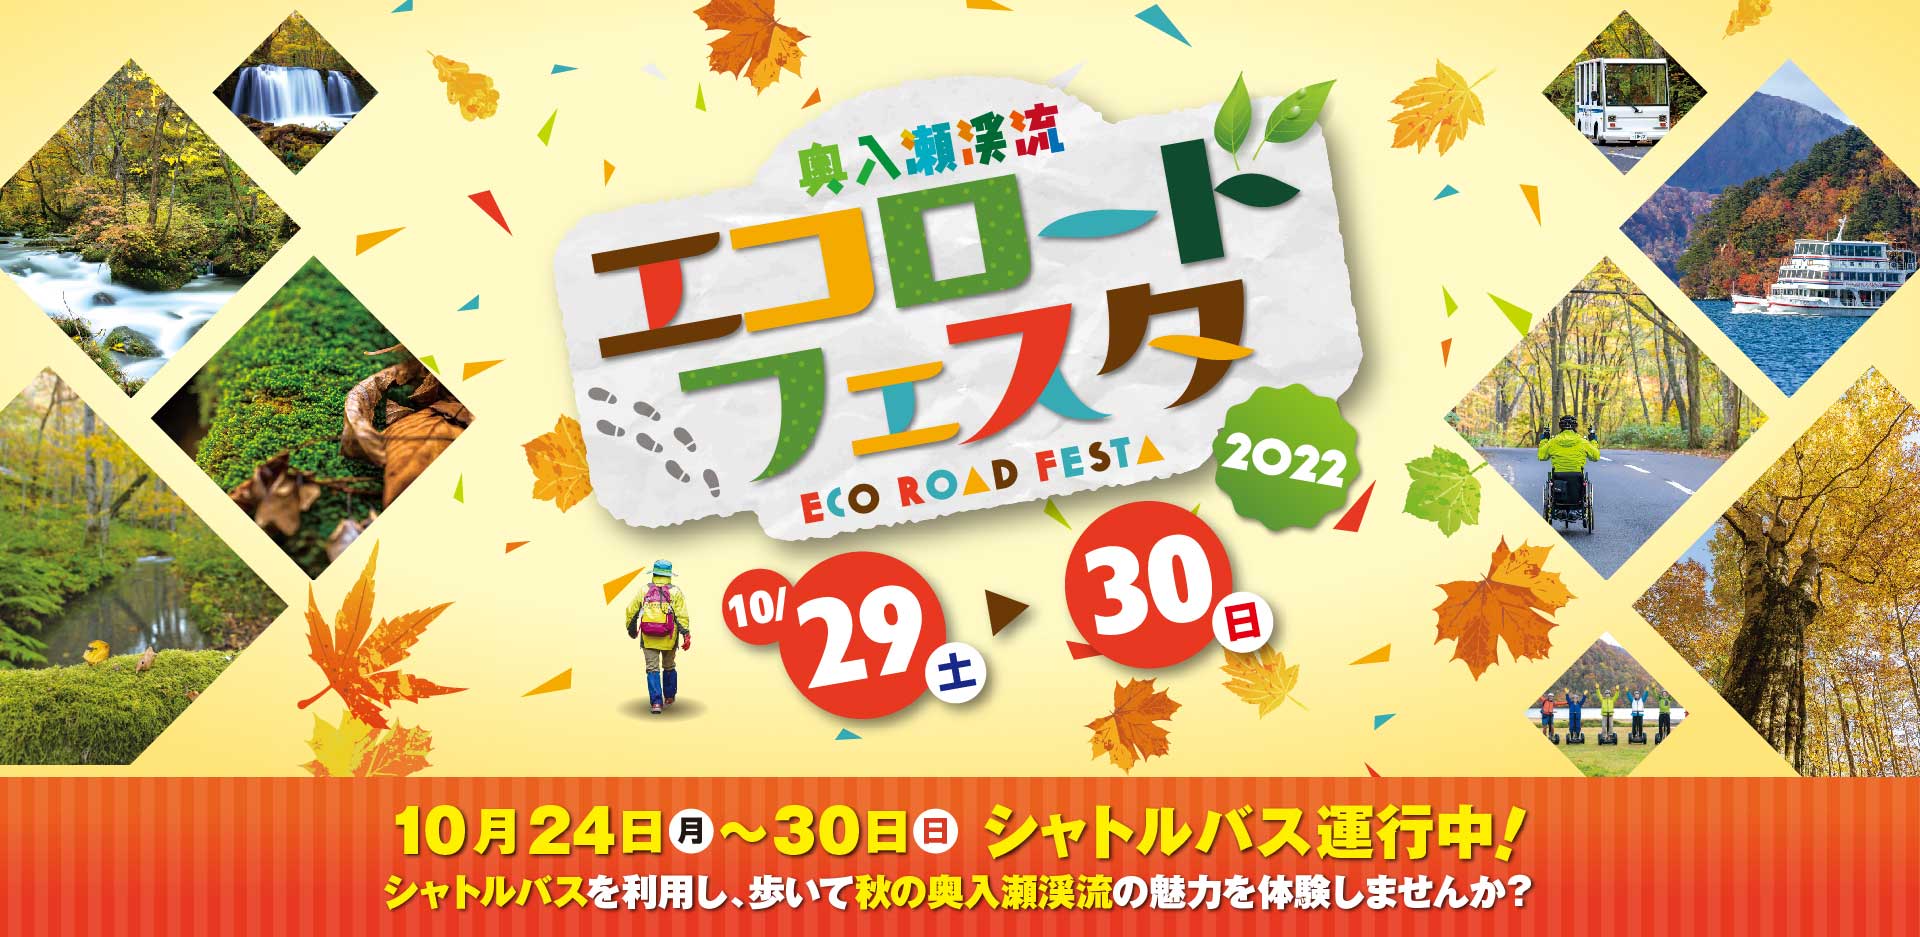 奥入瀬渓流
エコロード
フェスタ
ECO ROAD FESTA
2022
10/29土▶30日
10月24日月～30日日 シャトルバス運行中!
シャトルバスを利用し、歩いて秋の奥入瀬渓流の魅力を体験しませんか?